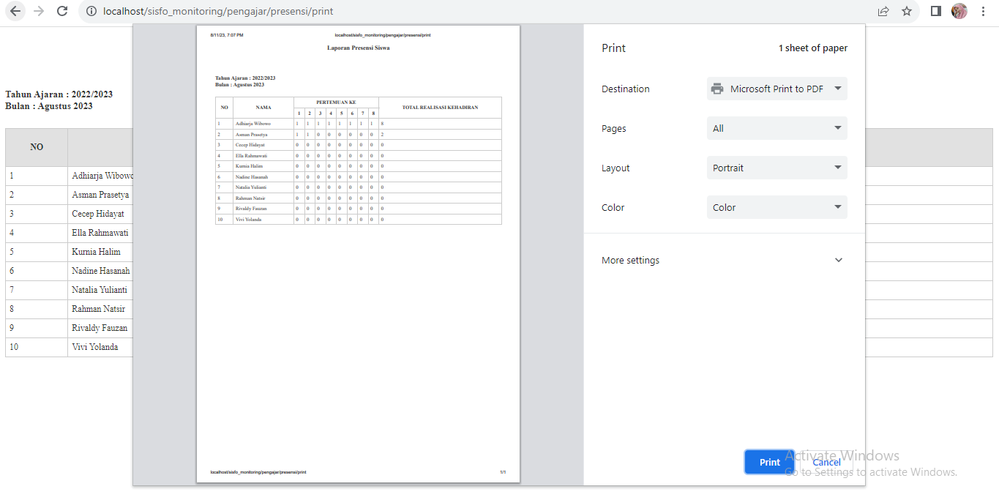 localhost/sisfo_monitoring/pengajar/presensi/print
Tahun Ajaran : 2022/2023
Bulan : Agustus 2023
NO
1 Adhiarja Wibowo
2 Asman Prasetya
3 Cecep Hidayat
4 Ella Rahmawati
5 Kurnia Halim
6 Nadine Hasanah
7 Natalia Yulianti
8 Rahman Natsir
9 Rivaldy Fauzan
10 Vivi Yolanda
8/11/23, 7:07 PM localhost/sisfo_monitoring/pengajar/presensi/print
Laporan Presensi Siswa
Tahun Ajaran : 2022/2023
Bulan : Agustus 2023
NO NAMA PERTEMUAN KE TOTAL REALISASI KEHADIRAN
1 2 3 4 5 6 7 8
1 Adhiarja Wibowo 1 1 1 1 1 1 1 1 8
2 Asman Prasetya 1 1 0 0 0 0 0 0 2
3 Cecep Hidayat 0 0 0 0 0 0 0 0 0
4 Ella Rahmawati 0 0 0 0 0 0 0 0 0
5 Kurnia Halim 0 0 0 0 0 0 0 0 0
6 Nadine Hasanah 0 0 0 0 0 0 0 0 0
7 Natalia Yulianti 0 0 0 0 0 0 0 0 0
8 Rahman Natsir 0 0 0 0 0 0 0 0 0
9 Rivaldy Fauzan 0 0 0 0 0 0 0 0 0
10 Vivi Yolanda 0 0 0 0 0 0 0 0 0
localhost/sisfo_monitoring/pengajar/presensi/print 1/1
Print 1 sheet of paper
Destination Microsoft Print to PDF
Pages All
Layout Portrait
Color Color
More settings
Print Cancel
Activate Windows
Go to Settings to activate Windows.